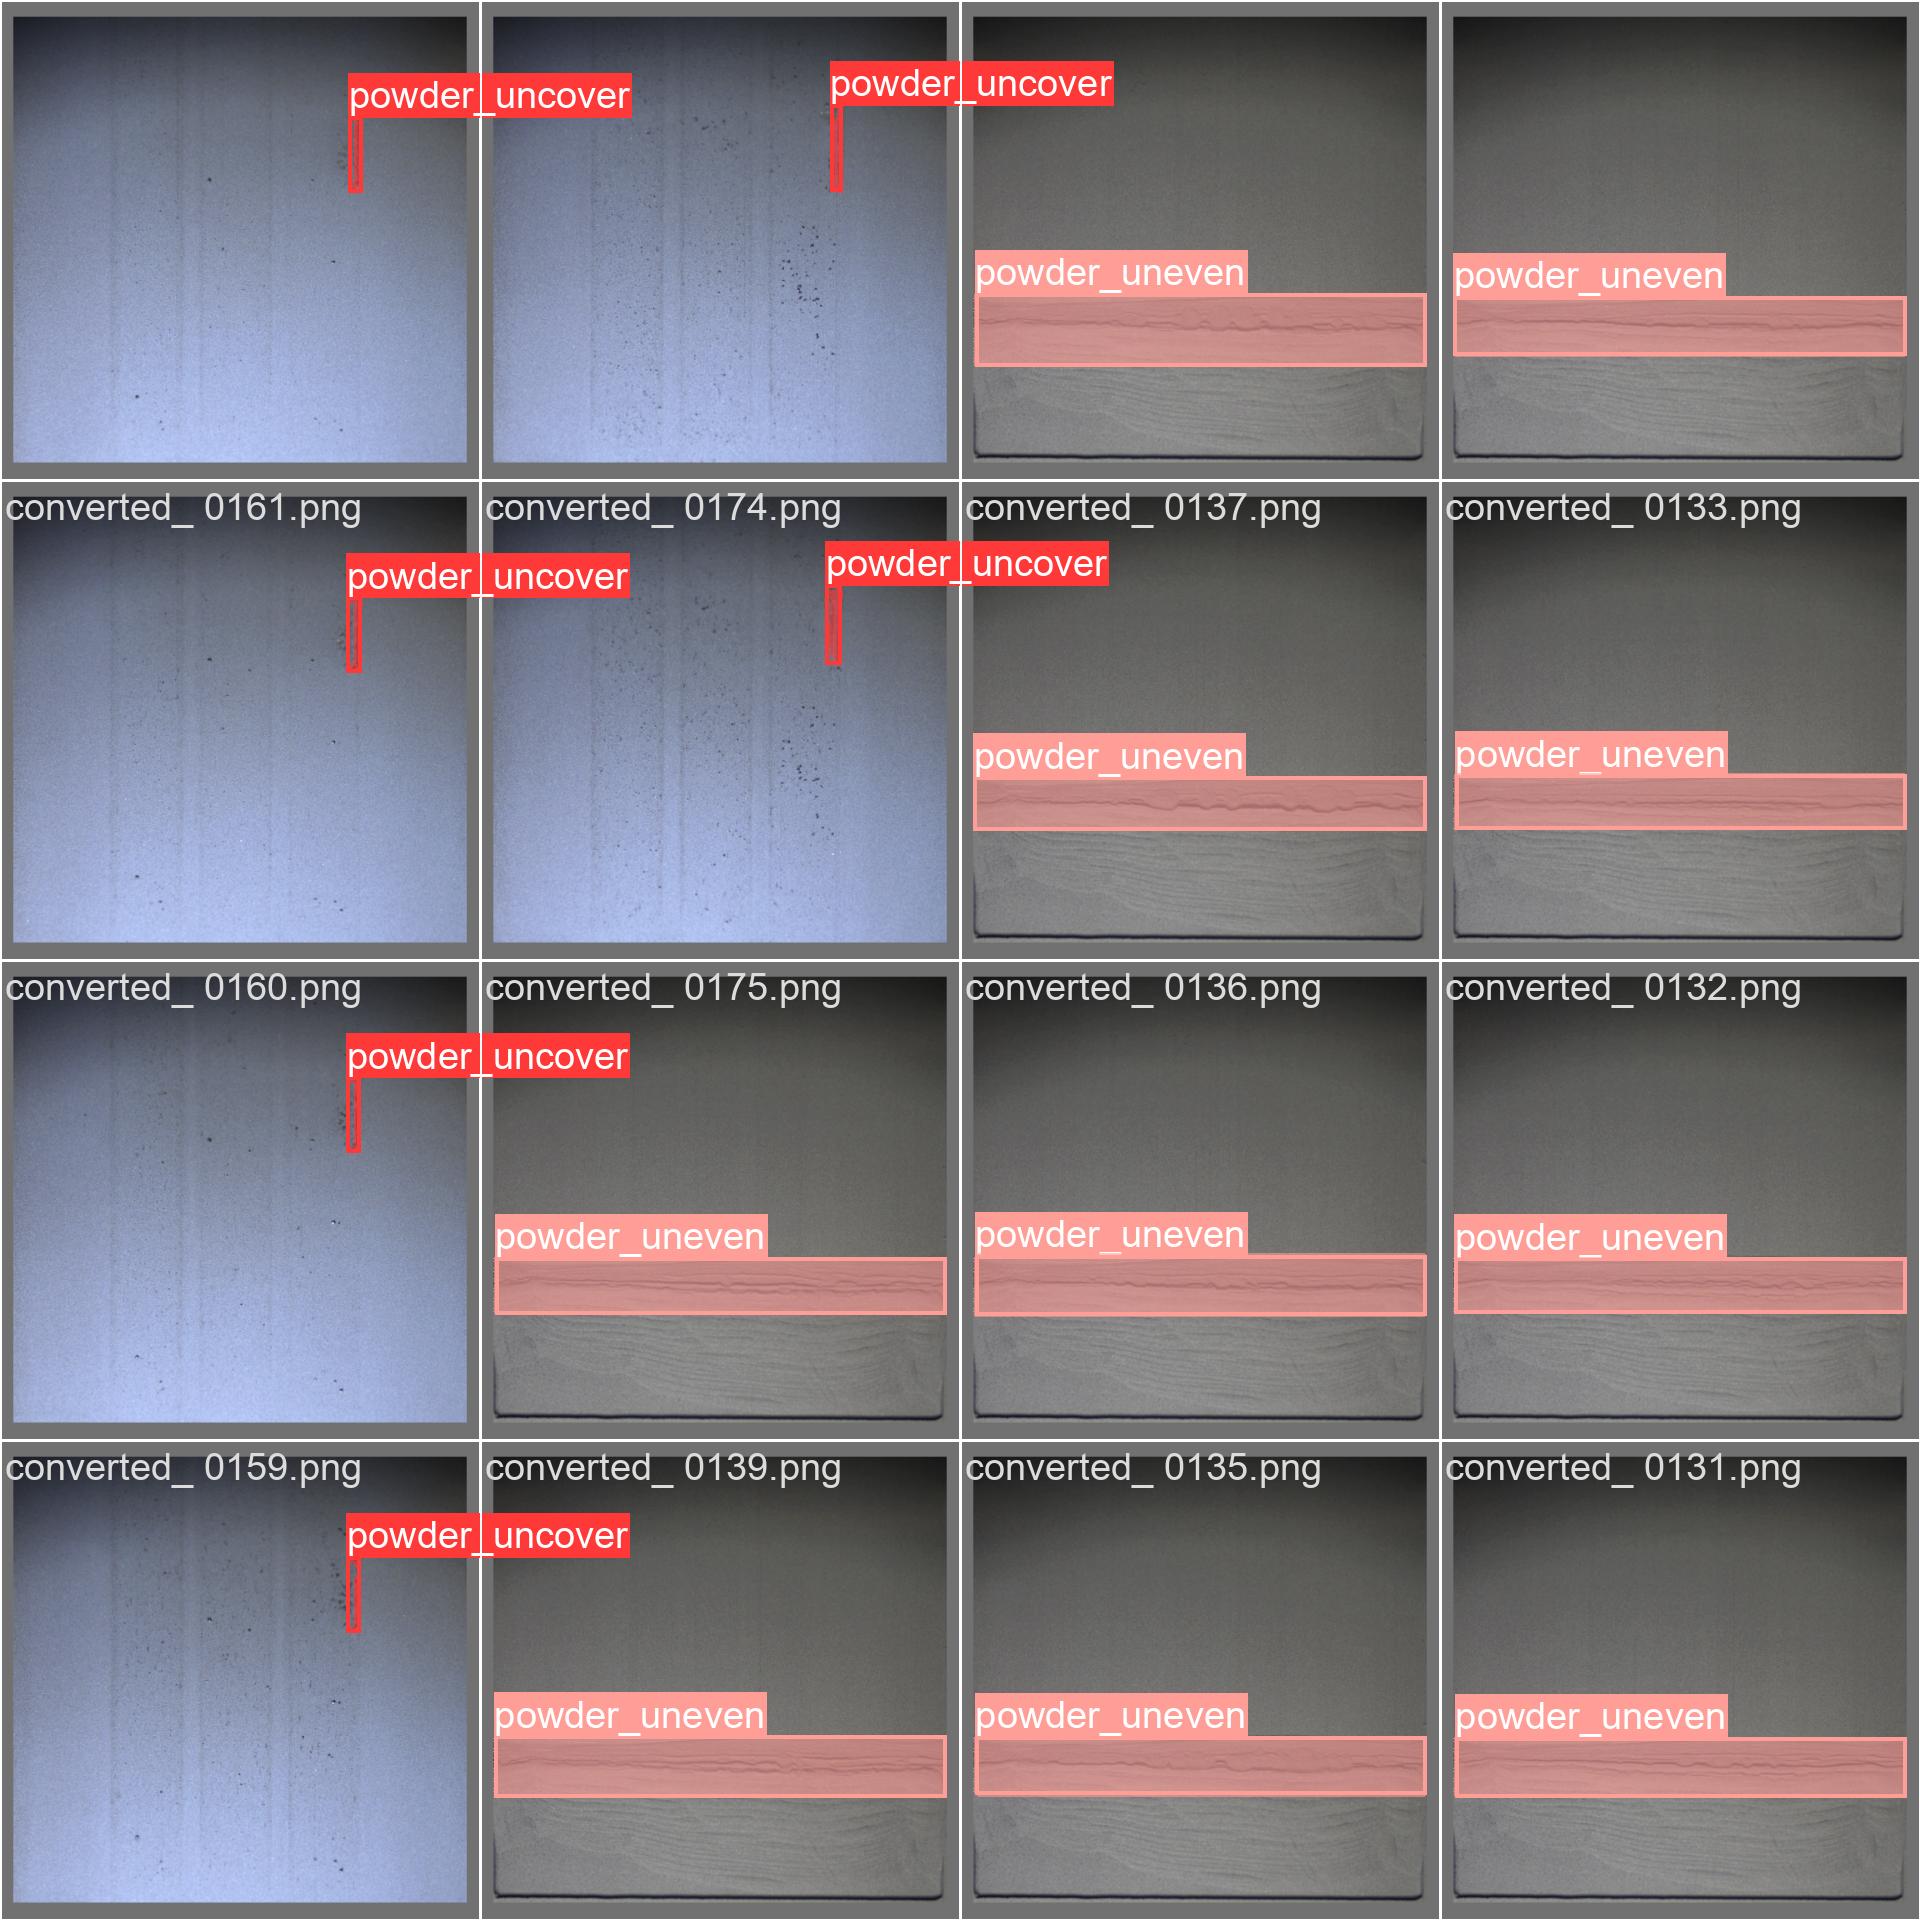 powder_uncover
powder_uncover
powder_uneven
powder_uneven
converted_ 0161.png
converted_ 0174.png
converted_ 0137.png
converted_ 0133.png
powder_uncover
powder_uncover
powder_uneven
powder_uneven
converted_ 0160.png
converted_ 0175.png
converted_ 0136.png
converted_ 0132.png
powder_uncover
powder_uneven
powder_uneven
powder_uneven
converted_ 0159.png
converted_ 0139.png
converted_ 0135.png
converted_ 0131.png
powder_uncover
powder_uneven
powder_uneven
powder_uneven